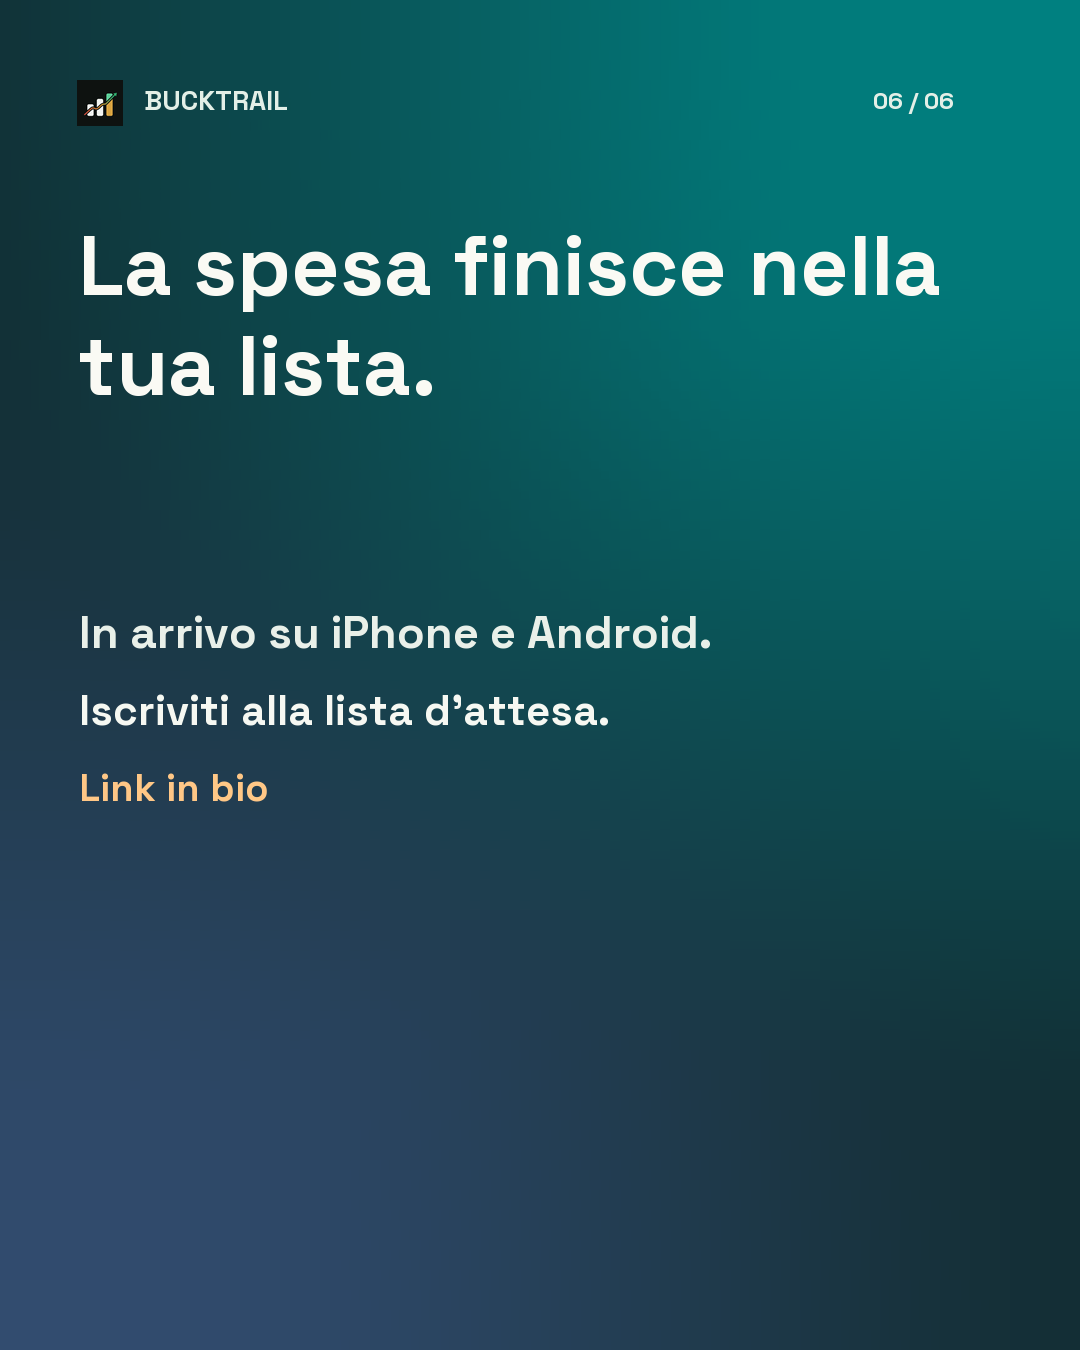 BUCKTRAIL
06 / 06
La spesa finisce nella
tua lista.
In arrivo su iPhone e Android.
Iscriviti alla lista d’attesa.
Link in bio